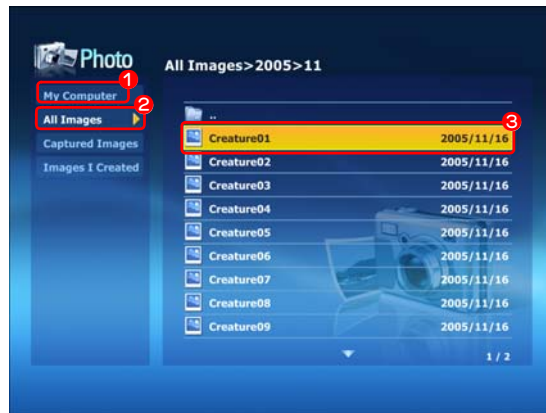 Photo
All Images>2005>11
1
My Computer
2
All Images
Captured Images
Images I Created
..
3
Creature01 2005/11/16
Creature02 2005/11/16
Creature03 2005/11/16
Creature04 2005/11/16
Creature05 2005/11/16
Creature06 2005/11/16
Creature07 2005/11/16
Creature08 2005/11/16
Creature09 2005/11/16
1 / 2